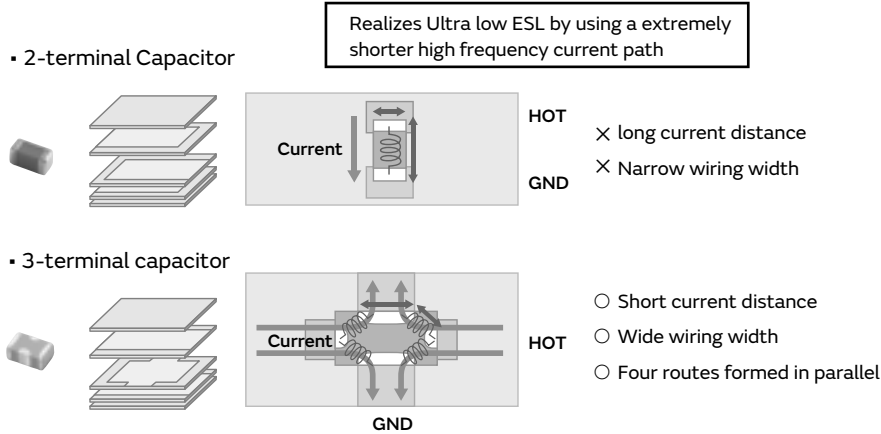 Realizes Ultra low ESL by using a extremely
shorter high frequency current path
▪ 2-terminal Capacitor
HOT
Current
GND
× long current distance
× Narrow wiring width
▪ 3-terminal capacitor
Current
HOT
GND
○ Short current distance
○ Wide wiring width
○ Four routes formed in parallel